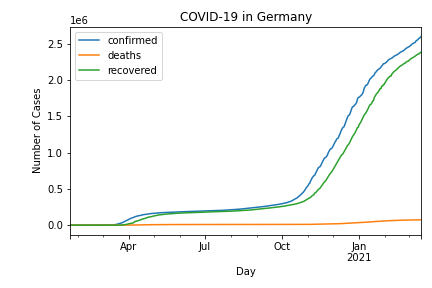 COVID-19 in Germany
1e6
confirmed
deaths
recovered
2.5
2.0
1.5
1.0
0.5
0.0
Number of Cases
Apr
Jul
Oct
Jan
2021
Day